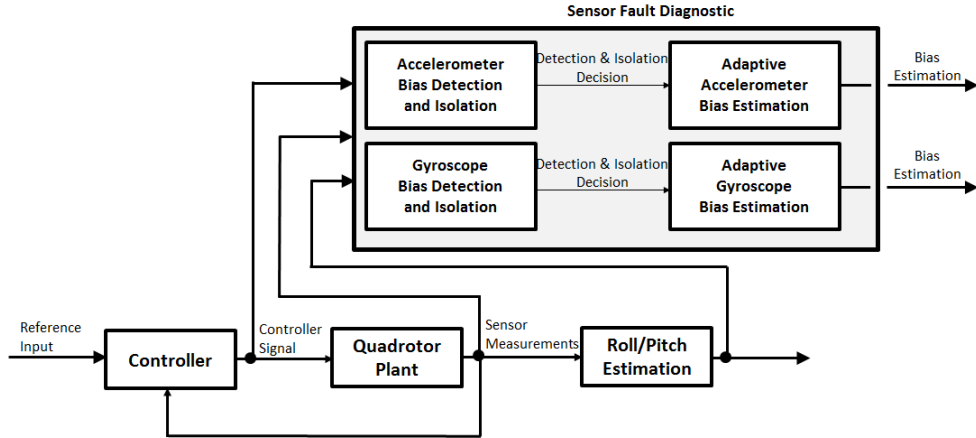 Sensor Fault Diagnostic
Accelerometer
Bias Detection
and Isolation
Detection & Isolation
Decision
Adaptive
Accelerometer
Bias Estimation
Bias
Estimation
Gyroscope
Bias Detection
and Isolation
Detection & Isolation
Decision
Adaptive
Gyroscope
Bias Estimation
Bias
Estimation
Reference
Input
Controller
Controller
Signal
Quadrotor
Plant
Sensor
Measurements
Roll/Pitch
Estimation